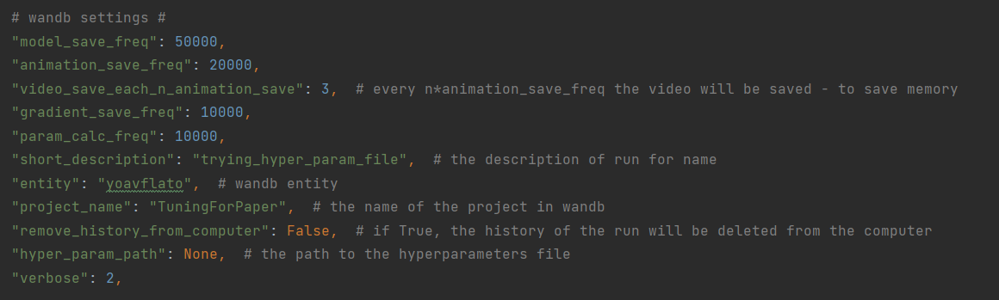 # wandb settings #
"model_save_freq": 50000,
"animation_save_freq": 20000,
"video_save_each_n_animation_save": 3,  # every n*animation_save_freq the video will be saved - to save memory
"gradient_save_freq": 10000,
"param_calc_freq": 10000,
"short_description": "trying_hyper_param_file",  # the description of run for name
"entity": "yoavflato",  # wandb entity
"project_name": "TuningForPaper",  # the name of the project in wandb
"remove_history_from_computer": False,  # if True, the history of the run will be deleted from the computer
"hyper_param_path": None,  # the path to the hyperparameters file
"verbose": 2,